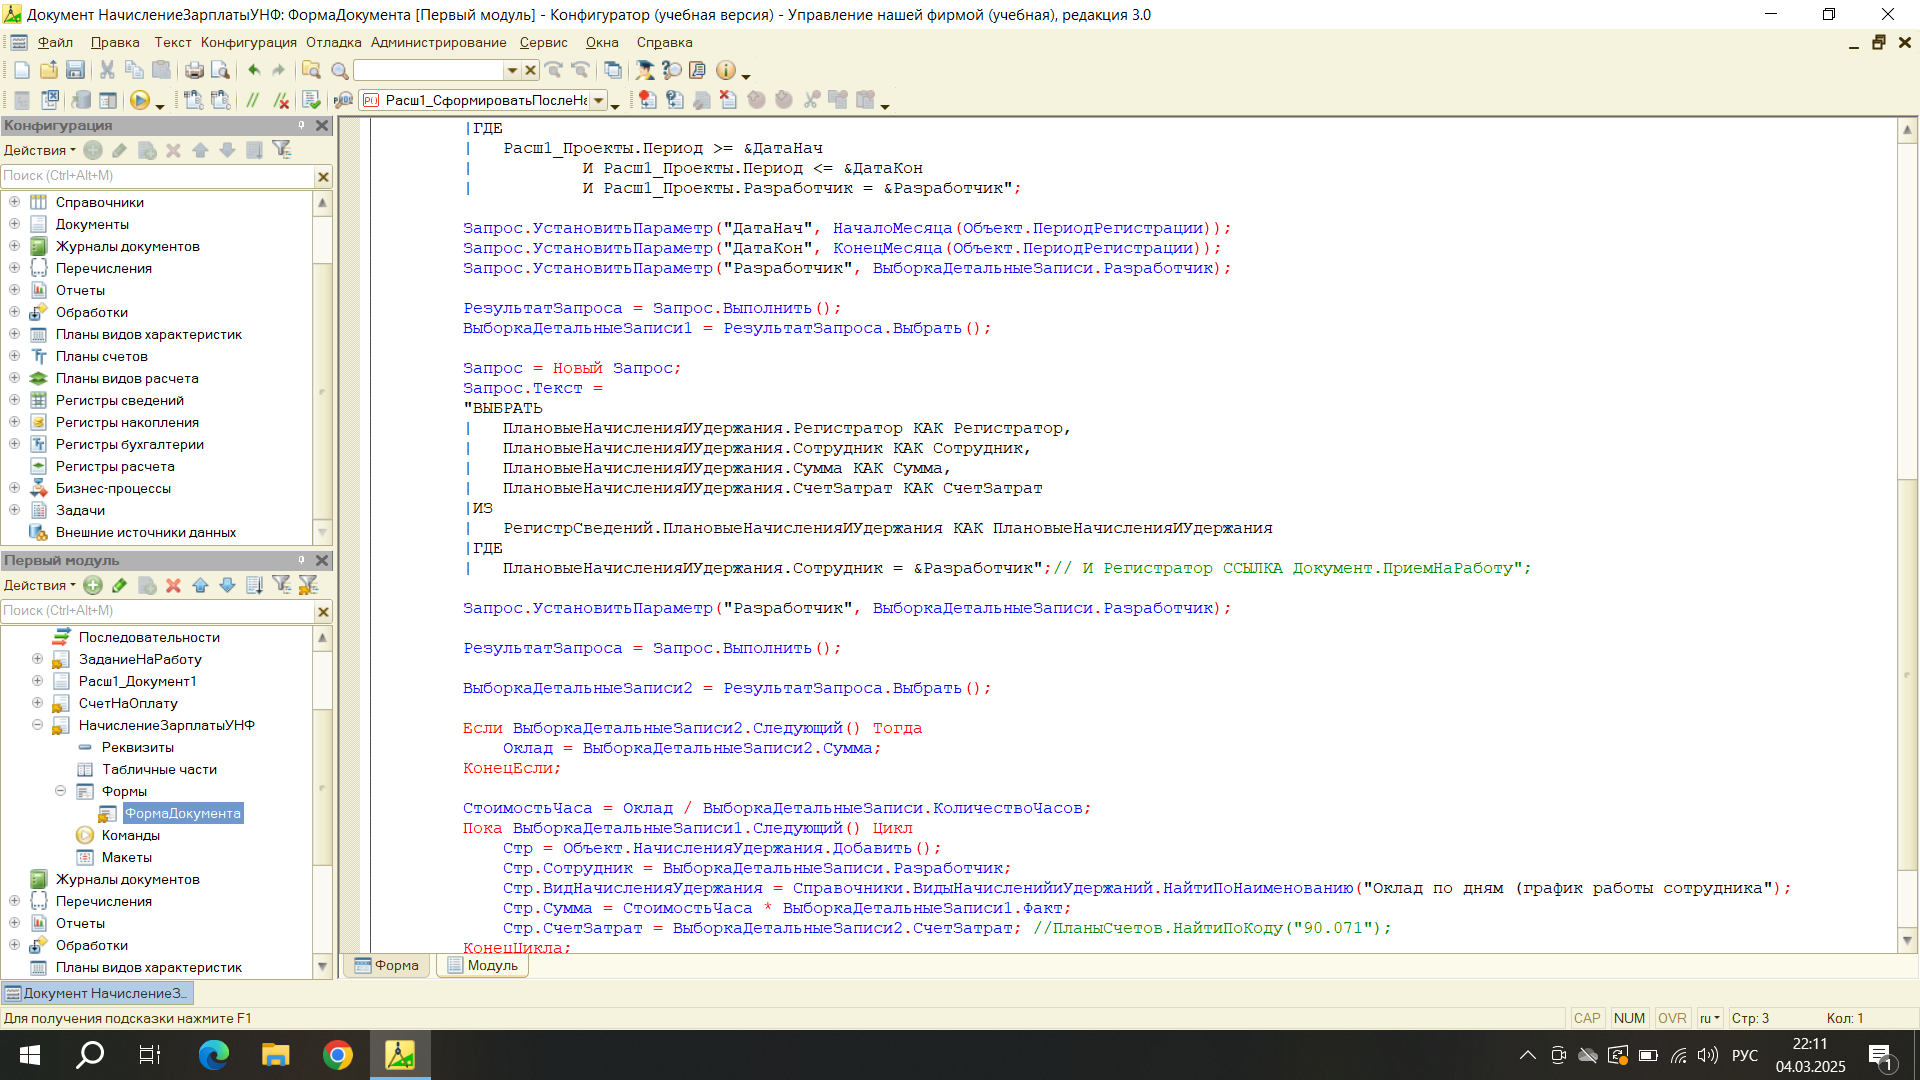 Документ НачислениеЗарплатыУНФ: ФормаДокумента [Первый модуль] - Конфигуратор (учебная версия) - Управление нашей фирмой (учебная), редакция 3.0
Файл Правка Текст Конфигурация Отладка Администрирование Сервис Окна Справка
Расш1_СформироватьПослеНа
Конфигурация
Действия
Поиск (Ctrl+Alt+M)
Справочники
Документы
Журналы документов
Перечисления
Отчеты
Обработки
Планы видов характеристик
Планы счетов
Планы видов расчета
Регистры сведений
Регистры накопления
Регистры бухгалтерии
Регистры расчета
Бизнес-процессы
Задачи
Внешние источники данных
Первый модуль
Действия
Поиск (Ctrl+Alt+M)
Последовательности
ЗаданиеНаРаботу
Расш1_Документ1
СчетНаОплату
НачислениеЗарплатыУНФ
Реквизиты
Табличные части
Формы
ФормаДокумента
Команды
Макеты
Журналы документов
Перечисления
Отчеты
Обработки
Планы видов характеристик
|ГДЕ
| Расш1_Проекты.Период >= &ДатаНач
| И Расш1_Проекты.Период <= &ДатаКон
| И Расш1_Проекты.Разработчик = &Разработчик";
Запрос.УстановитьПараметр("ДатаНач", НачалоМесяца(Объект.ПериодРегистрации));
Запрос.УстановитьПараметр("ДатаКон", КонецМесяца(Объект.ПериодРегистрации));
Запрос.УстановитьПараметр("Разработчик", ВыборкаДетальныеЗаписи.Разработчик);
РезультатЗапроса = Запрос.Выполнить();
ВыборкаДетальныеЗаписи1 = РезультатЗапроса.Выбрать();
Запрос = Новый Запрос;
Запрос.Текст =
"ВЫБРАТЬ
| ПлановыеНачисленияИУдержания.Регистратор КАК Регистратор,
| ПлановыеНачисленияИУдержания.Сотрудник КАК Сотрудник,
| ПлановыеНачисленияИУдержания.Сумма КАК Сумма,
| ПлановыеНачисленияИУдержания.СчетЗатрат КАК СчетЗатрат
|ИЗ
| РегистрСведений.ПлановыеНачисленияИУдержания КАК ПлановыеНачисленияИУдержания
|ГДЕ
| ПлановыеНачисленияИУдержания.Сотрудник = &Разработчик";// И Регистратор ССЫЛКА Документ.ПриемНаРаботу";
Запрос.УстановитьПараметр("Разработчик", ВыборкаДетальныеЗаписи.Разработчик);
РезультатЗапроса = Запрос.Выполнить();
ВыборкаДетальныеЗаписи2 = РезультатЗапроса.Выбрать();
Если ВыборкаДетальныеЗаписи2.Следующий() Тогда
Оклад = ВыборкаДетальныеЗаписи2.Сумма;
КонецЕсли;
СтоимостьЧаса = Оклад / ВыборкаДетальныеЗаписи.КоличествоЧасов;
Пока ВыборкаДетальныеЗаписи1.Следующий() Цикл
Стр = Объект.НачисленияУдержания.Добавить();
Стр.Сотрудник = ВыборкаДетальныеЗаписи.Разработчик;
Стр.ВидНачисленияУдержания = Справочники.ВидыНачисленийиУдержаний.НайтиПоНаименованию("Оклад по дням (график работы сотрудника");
Стр.Сумма = СтоимостьЧаса * ВыборкаДетальныеЗаписи1.Факт;
Стр.СчетЗатрат = ВыборкаДетальныеЗаписи2.СчетЗатрат; //ПланыСчетов.НайтиПоКоду("90.071");
КонецЦикла;
Форма Модуль
Документ НачислениеЗ...
Для получения подсказки нажмите F1
CAP NUM OVR ru Стр: 3 Кол: 1
РУС
22:11
04.03.2025
1